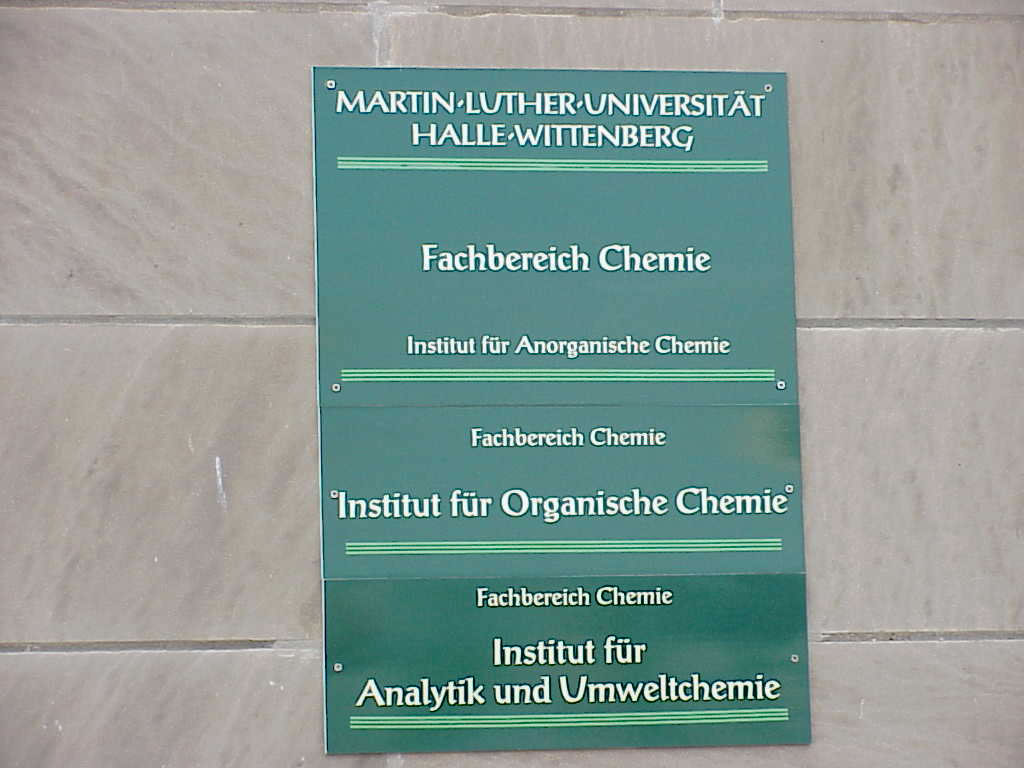 MARTIN·LUTHER·UNIVERSITÄT
HALLE·WITTENBERG
Fachbereich Chemie
Institut für Anorganische Chemie
Fachbereich Chemie
Institut für Organische Chemie
Fachbereich Chemie
Institut für
Analytik und Umweltchemie